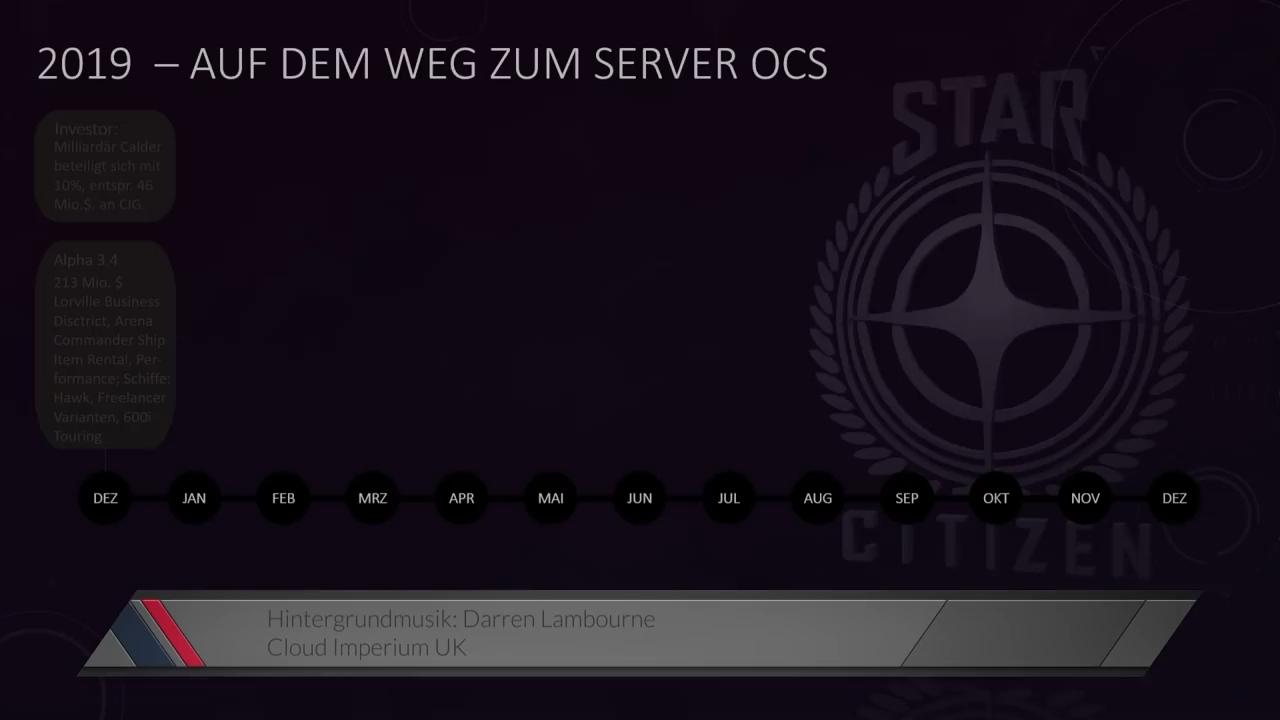 2019 – AUF DEM WEG ZUM SERVER OCS
STAR
Investor:
Milliardär Calder
beteiligt sich mit
10%, entspr. 46
Mio.$, an CIG.
Alpha 3.4
213 Mio. $
Lorville Business
Disctrict, Arena
Commander Ship
Item Rental, Per-
formance; Schiffe:
Hawk, Freelancer
Varianten, 600i
Touring
DEZ JAN FEB MRZ APR MAI JUN JUL AUG SEP OKT NOV DEZ
CITIZEN
Hintergrundmusik: Darren Lambourne
Cloud Imperium UK